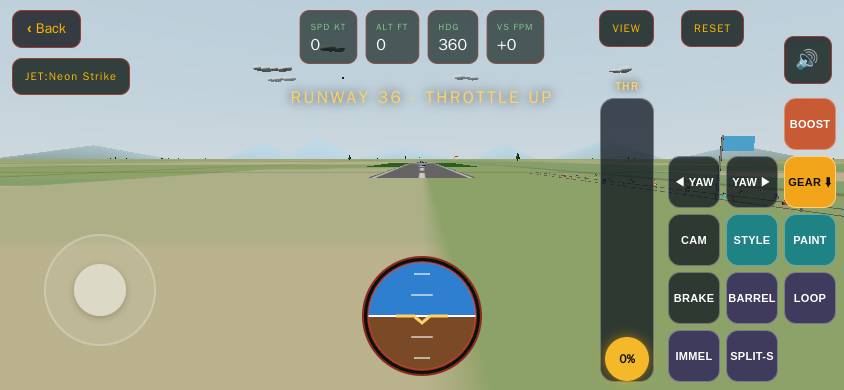 ‹ Back
JET:Neon Strike
SPD KT
0
ALT FT
0
HDG
360
VS FPM
+0
VIEW
RESET
RUNWAY 36 · THROTTLE UP
THR
0%
BOOST
◀ YAW
YAW ▶
GEAR ⬇
CAM
STYLE
PAINT
BRAKE
BARREL
LOOP
IMMEL
SPLIT-S